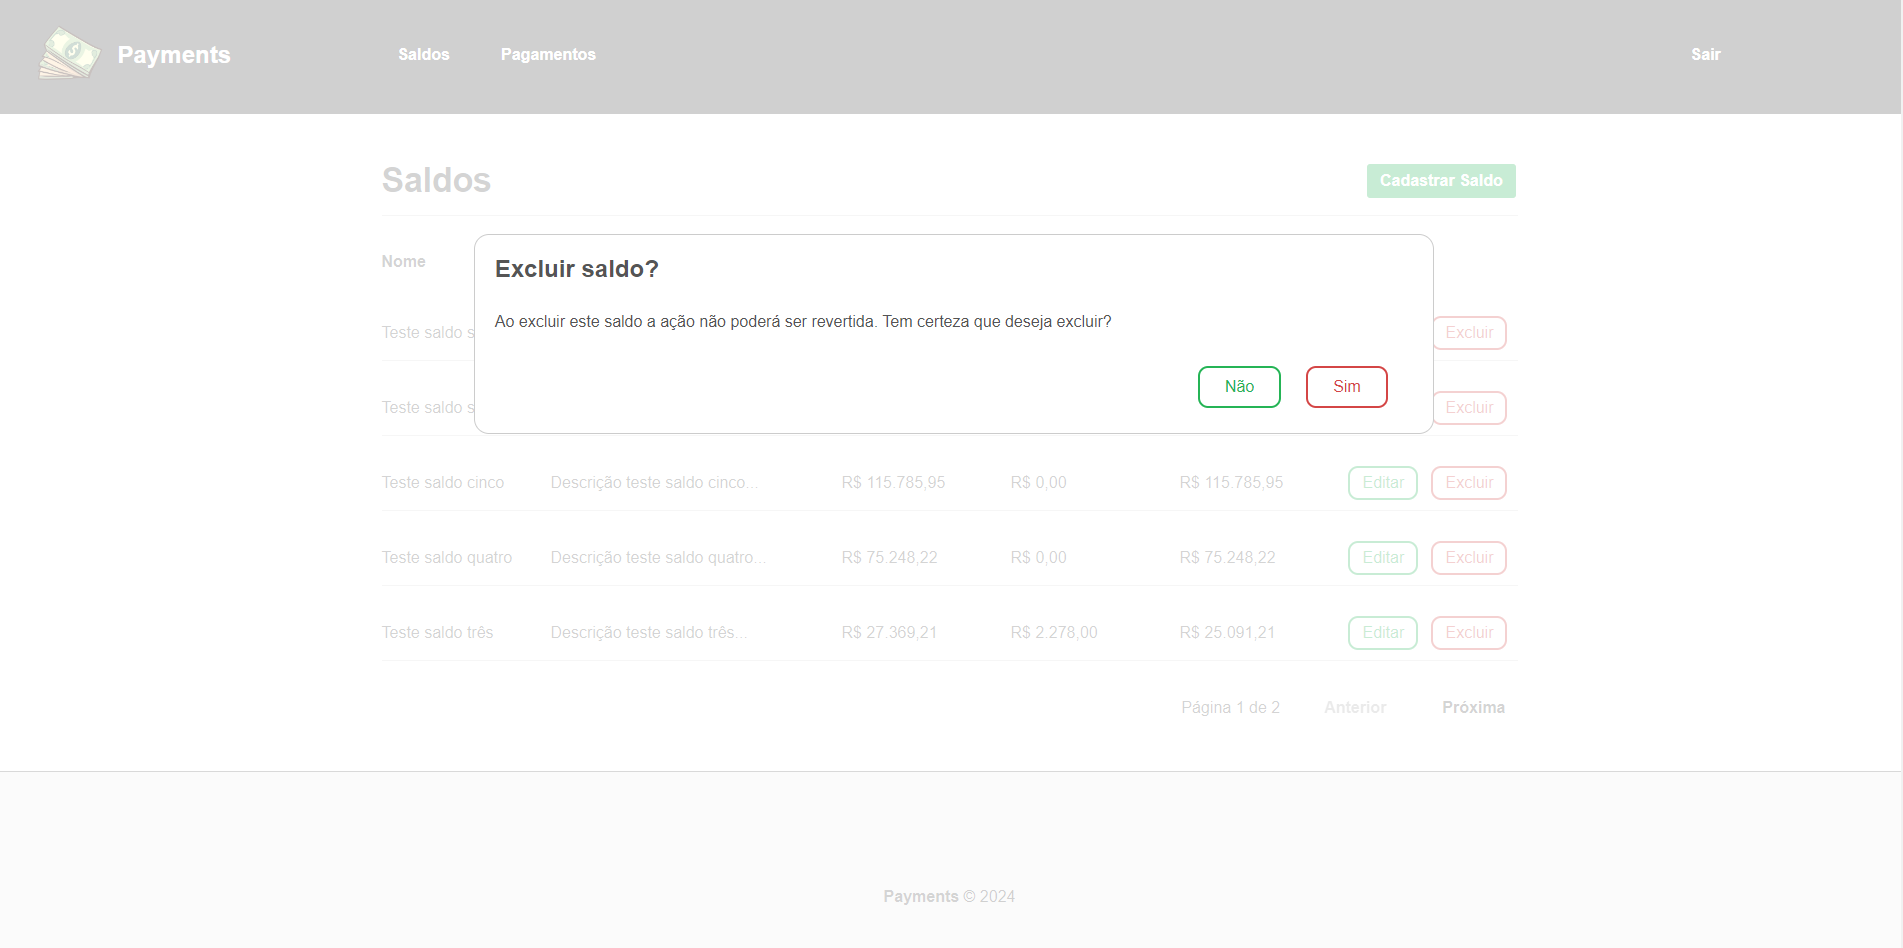 Payments Saldos Pagamentos Sair
Saldos Cadastrar Saldo
Nome
Excluir saldo?
Ao excluir este saldo a ação não poderá ser revertida. Tem certeza que deseja excluir?
Teste saldo s Excluir
Não Sim
Teste saldo s Excluir
Teste saldo cinco Descrição teste saldo cinco... R$ 115.785,95 R$ 0,00 R$ 115.785,95 Editar Excluir
Teste saldo quatro Descrição teste saldo quatro... R$ 75.248,22 R$ 0,00 R$ 75.248,22 Editar Excluir
Teste saldo três Descrição teste saldo três... R$ 27.369,21 R$ 2.278,00 R$ 25.091,21 Editar Excluir
Página 1 de 2 Anterior Próxima
Payments © 2024